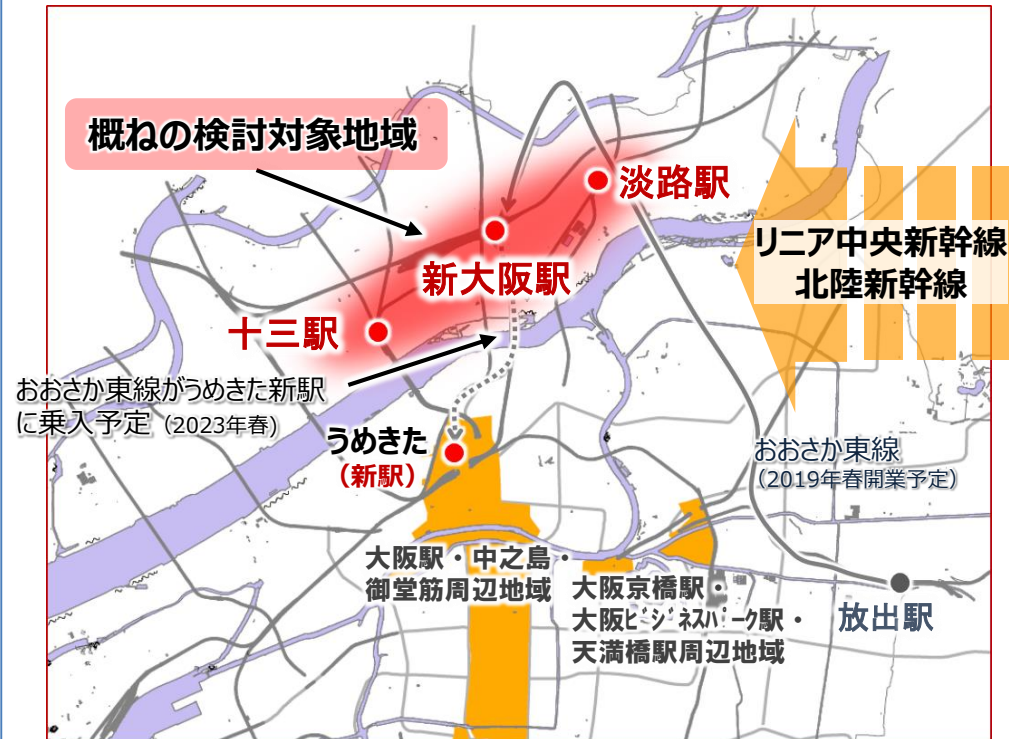 概ねの検討対象地域
淡路駅
リニア中央新幹線
北陸新幹線
新大阪駅
十三駅
おおさか東線がうめきた新駅
に乗入予定（2023年春）
うめきた
（新駅）
おおさか東線
（2019年春開業予定）
大阪駅・中之島・
御堂筋周辺地域
大阪京橋駅・
大阪ﾋﾞｼﾞﾈｽﾊﾟｰｸ駅・
天満橋駅周辺地域
放出駅